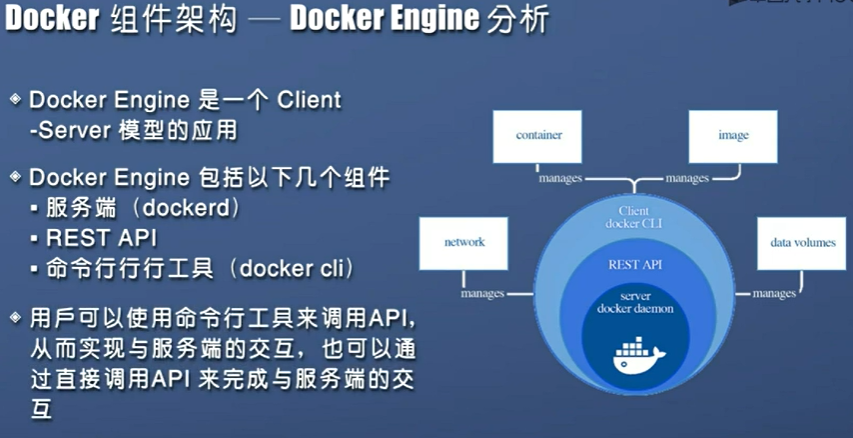 Docker 组件架构 — Docker Engine 分析
Docker Engine 是一个 Client
-Server 模型的应用
Docker Engine 包括以下几个组件
服务端（dockerd）
REST API
命令行行行工具（docker cli）
用戶可以使用命令行工具来调用API，
从而实现与服务端的交互，也可以通
过直接调用API 来完成与服务端的交
互
container
image
manages
manages
Client
docker CLI
network
data volumes
REST API
manages
manages
server
docker daemon